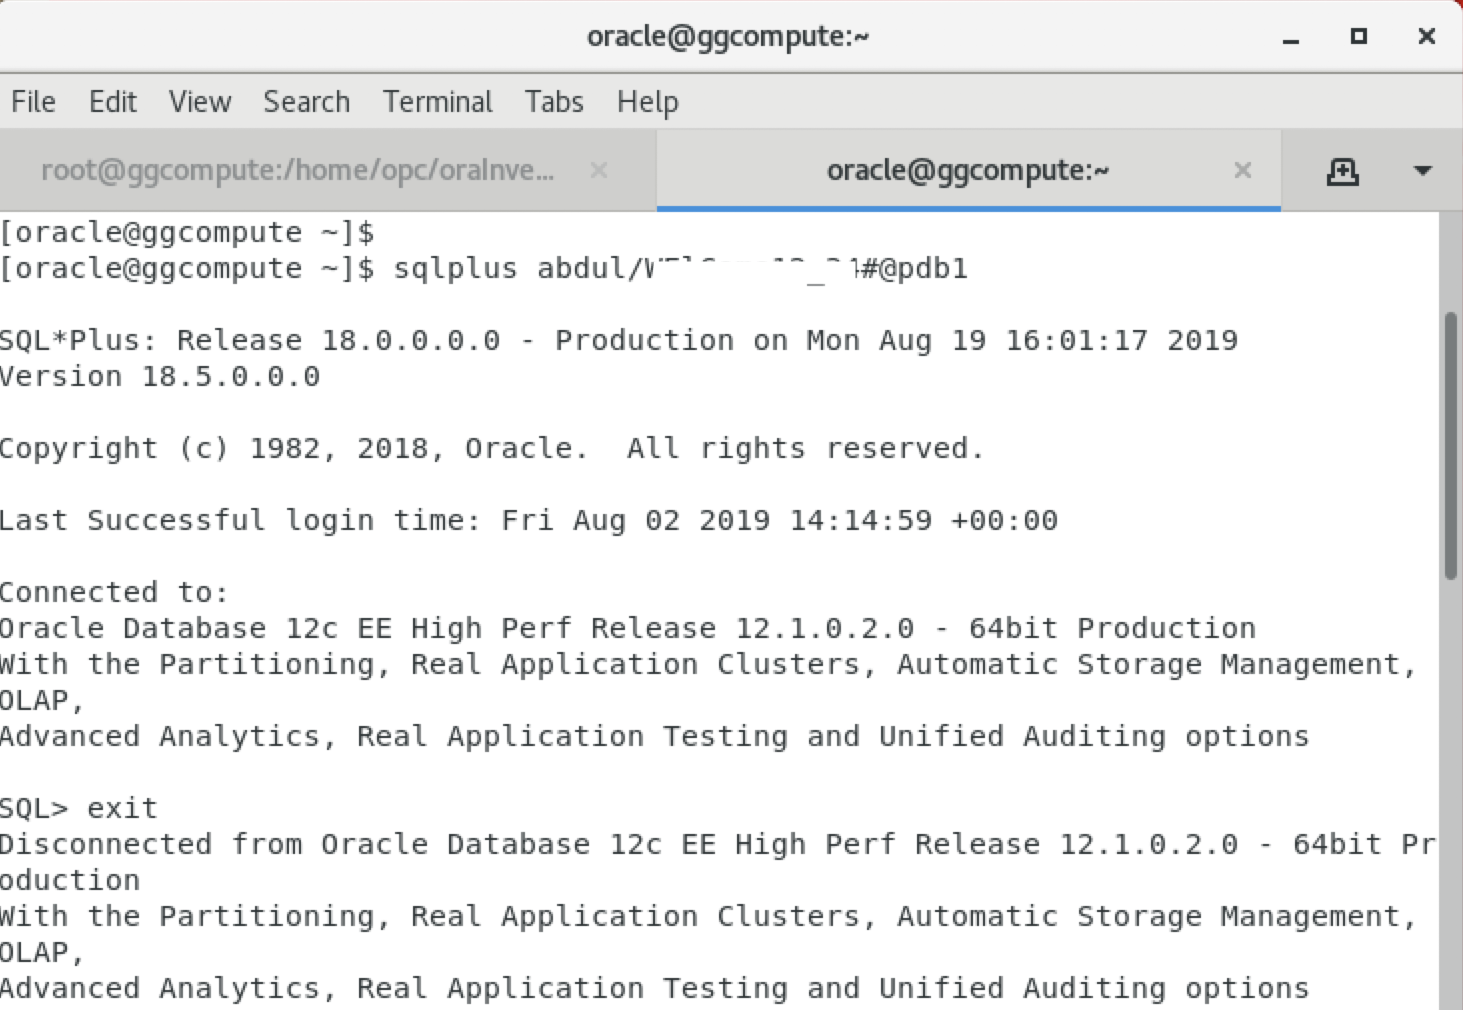 oracle@ggcompute:~
File Edit View Search Terminal Tabs Help
root@ggcompute:/home/opc/oraInve... oracle@ggcompute:~
[oracle@ggcompute ~]$
[oracle@ggcompute ~]$ sqlplus abdul/ #@pdb1
SQL*Plus: Release 18.0.0.0.0 - Production on Mon Aug 19 16:01:17 2019
Version 18.5.0.0.0
Copyright (c) 1982, 2018, Oracle.  All rights reserved.
Last Successful login time: Fri Aug 02 2019 14:14:59 +00:00
Connected to:
Oracle Database 12c EE High Perf Release 12.1.0.2.0 - 64bit Production
With the Partitioning, Real Application Clusters, Automatic Storage Management,
OLAP,
Advanced Analytics, Real Application Testing and Unified Auditing options
SQL> exit
Disconnected from Oracle Database 12c EE High Perf Release 12.1.0.2.0 - 64bit Pr
oduction
With the Partitioning, Real Application Clusters, Automatic Storage Management,
OLAP,
Advanced Analytics, Real Application Testing and Unified Auditing options